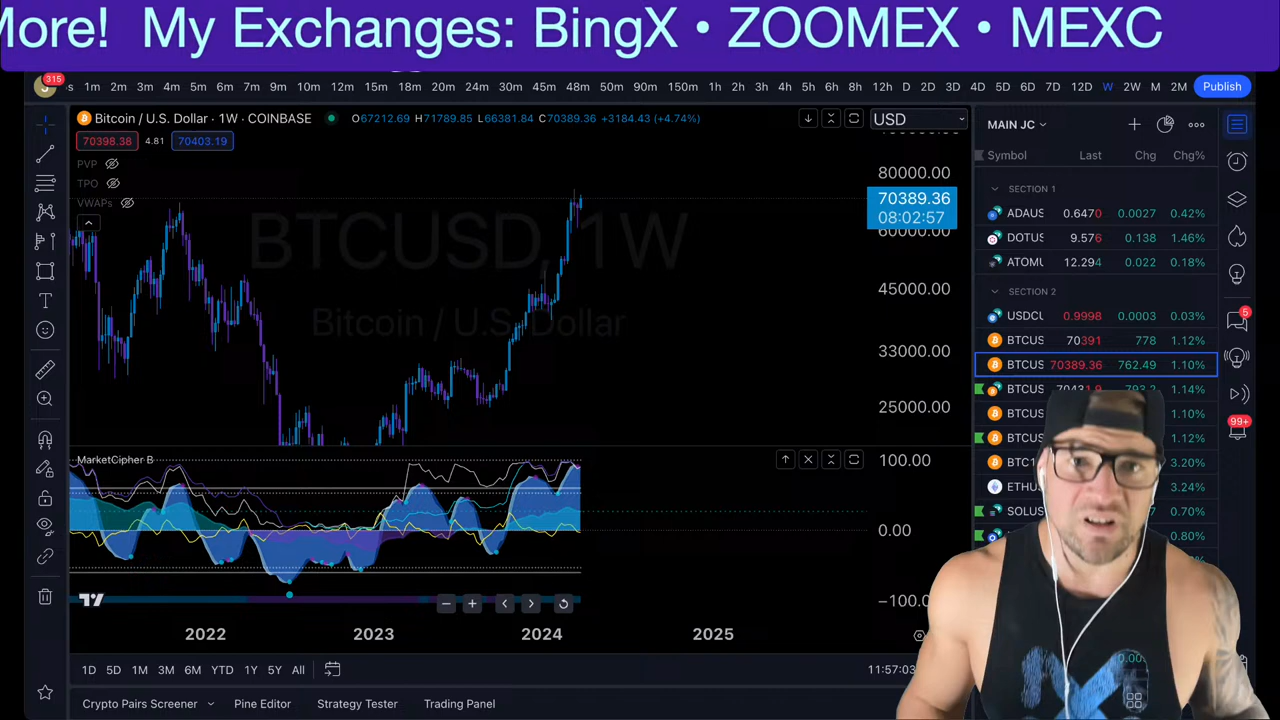 More! My Exchanges: BingX • ZOOMEX • MEXC
315
s 1m 2m 3m 4m 5m 6m 10m 12m 15m 18m 20m 24m 30m 45m 48m 90m 150m 1h 2h 3h 4h 6h 8h 12h D 2D 3D 4D 5D 6D 7D 12D W 2W M 2M Publish
Bitcoin / U.S. Dollar · 1W · COINBASE O67212.69 H71789.85 L66381.84 C70389.36 +3184.43 (+4.74%) USD
70398.38 4.81 70403.19
PVP
TPO
VWAPs
BTCUSD, 1W
Bitcoin / U.S. Dollar
80000.00
70389.36
08:02:57
60000.00
45000.00
33000.00
25000.00
MarketCipher B
100.00
0.00
−100.0
2022 2023 2024 2025
1D 5D 1M 3M 6M YTD 1Y 5Y All 11:57:03
Crypto Pairs Screener Pine Editor Strategy Tester Trading Panel
MAIN JC
Symbol Last Chg Chg%
SECTION 1
ADAUS 0.6470 0.0027 0.42%
DOTUS 9.576 0.138 1.46%
ATOMU 12.294 0.022 0.18%
SECTION 2
USDCU 0.9998 0.0003 0.03%
BTCUS 70391 778 1.12%
BTCUS 70389.36 762.49 1.10%
BTCUS 70431.9 793.2 1.14%
BTCUS 1.10%
BTCUS 1.12%
BTC1 3.20%
ETHU 3.24%
SOLUS 0.70%
0.80%
5
99+